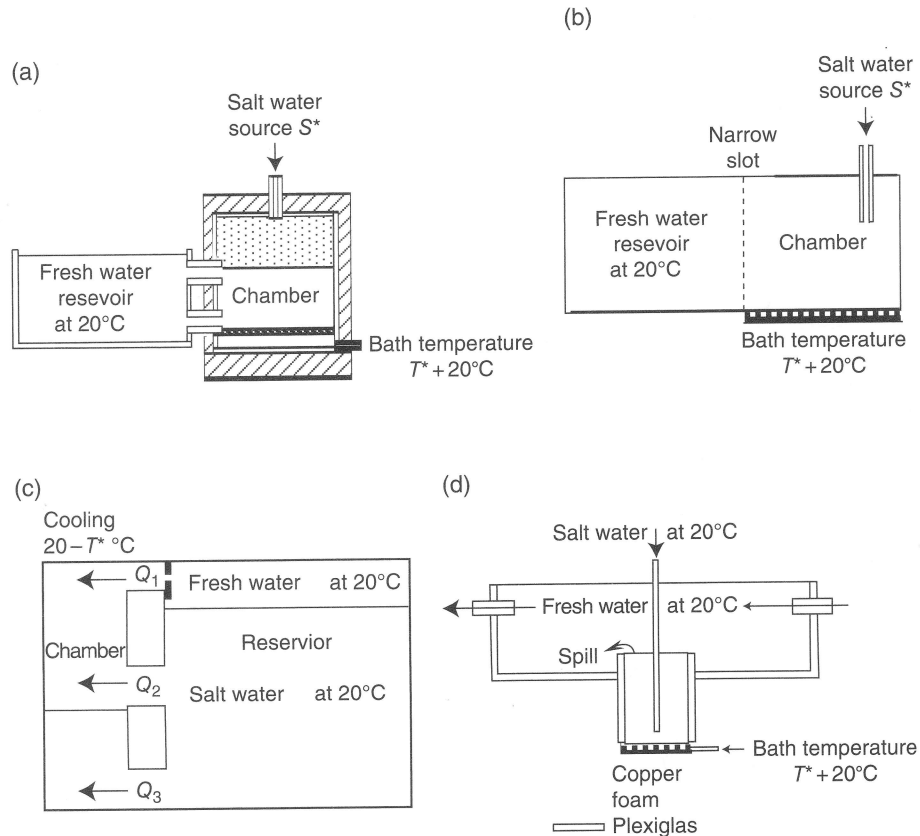 (a)
Salt water
source S*
Fresh water
resevoir
at 20°C
Chamber
Bath temperature
T* + 20°C
(b)
Salt water
source S*
Narrow
slot
Fresh water
resevoir
at 20°C
Chamber
Bath temperature
T* + 20°C
(c)
Cooling
20 – T* °C
Q1
Fresh water at 20°C
Chamber
Reservior
Q2
Salt water at 20°C
Q3
(d)
Salt water at 20°C
Fresh water at 20°C
Spill
Bath temperature
T* + 20°C
Copper
foam
Plexiglas